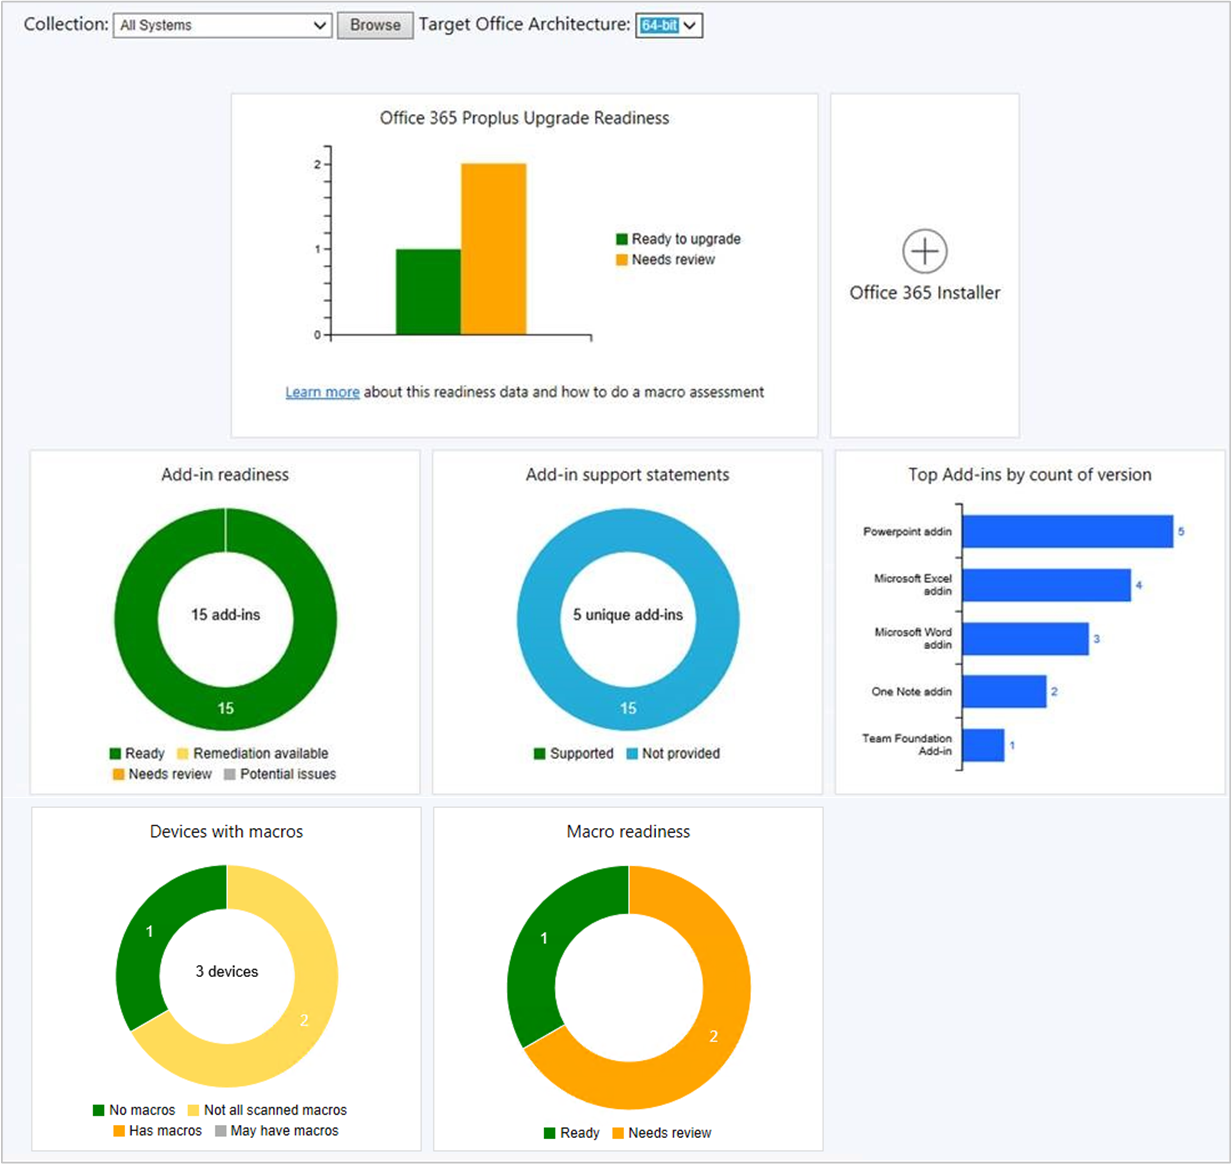 Collection: All Systems Browse Target Office Architecture: 64-bit
Office 365 Proplus Upgrade Readiness
2
1
0
Ready to upgrade
Needs review
Learn more about this readiness data and how to do a macro assessment
Office 365 Installer
Add-in readiness
15 add-ins
15
Ready Remediation available
Needs review Potential issues
Add-in support statements
5 unique add-ins
15
Supported Not provided
Top Add-ins by count of version
Powerpoint addin 5
Microsoft Excel
addin 4
Microsoft Word
addin 3
One Note addin 2
Team Foundation
Add-in 1
Devices with macros
1
3 devices
2
No macros Not all scanned macros
Has macros May have macros
Macro readiness
1
2
Ready Needs review